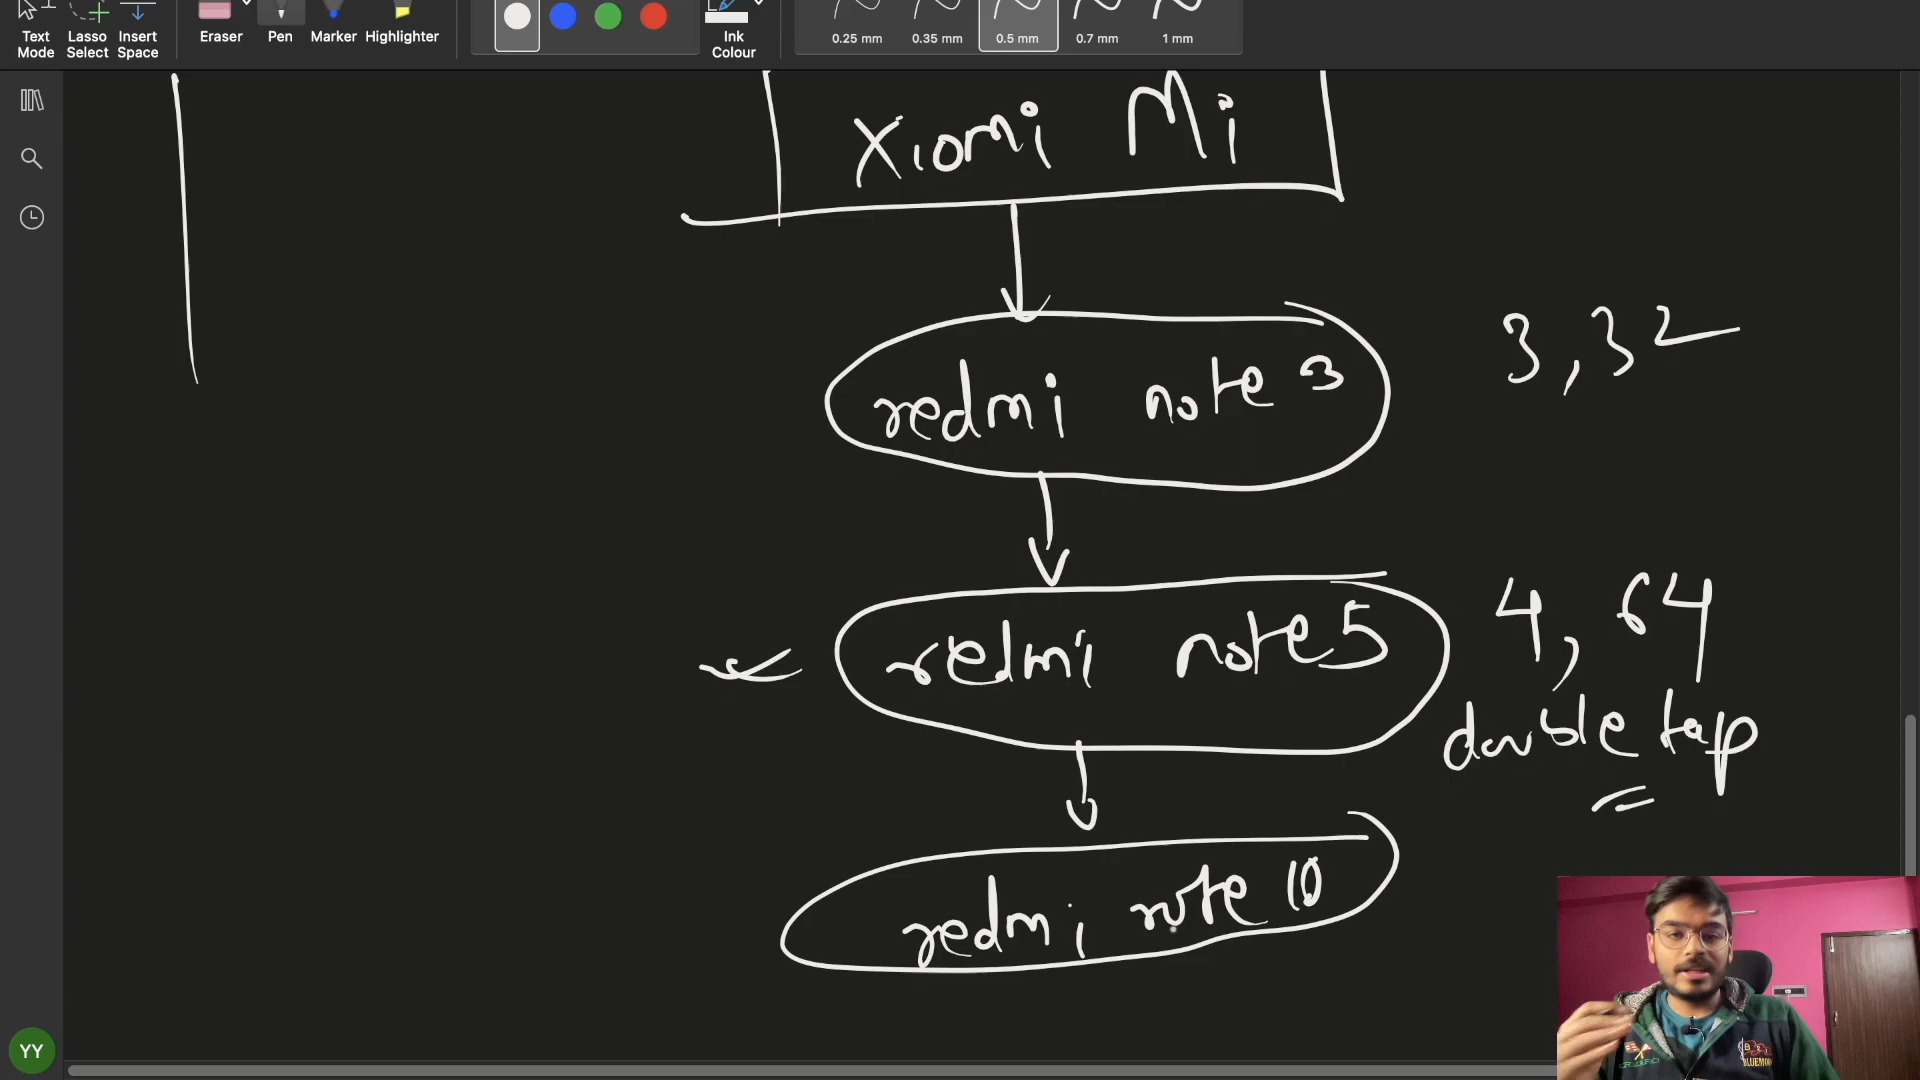 Text Mode
Lasso Select
Insert Space
Eraser
Pen
Marker
Highlighter
Ink Colour
0.25 mm
0.35 mm
0.5 mm
0.7 mm
1 mm
Xiomi Mi
redmi note 3
3, 32
redmi note 5
4, 64
double tap
redmi note 10
YY